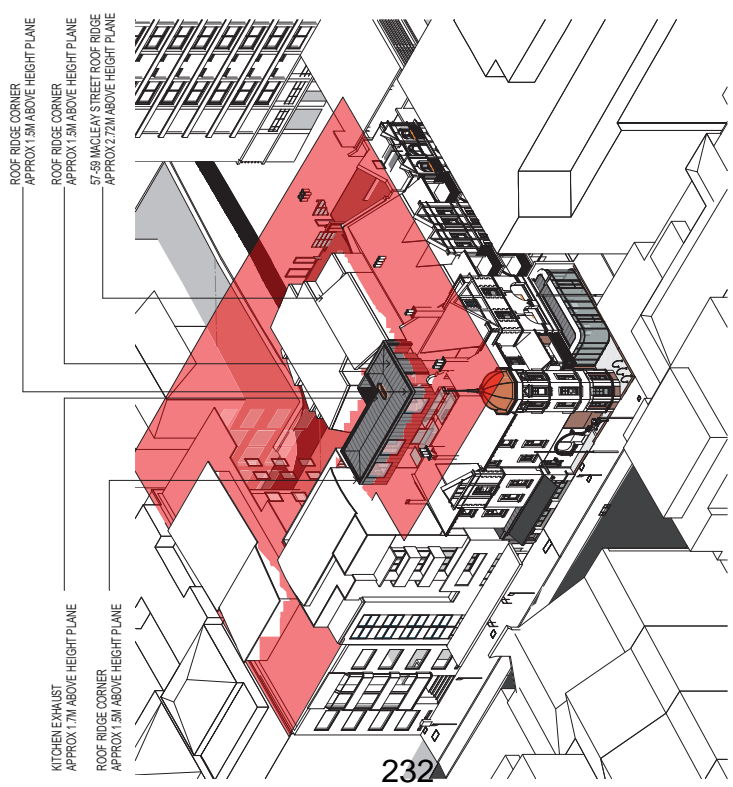 ROOF RIDGE CORNER
APPROX 1.5M ABOVE HEIGHT PLANE
ROOF RIDGE CORNER
APPROX 1.5M ABOVE HEIGHT PLANE
57-59 MACLEAY STREET ROOF RIDGE
APPROX 2.72M ABOVE HEIGHT PLANE
KITCHEN EXHAUST
APPROX 1.7M ABOVE HEIGHT PLANE
ROOF RIDGE CORNER
APPROX 1.5M ABOVE HEIGHT PLANE
232